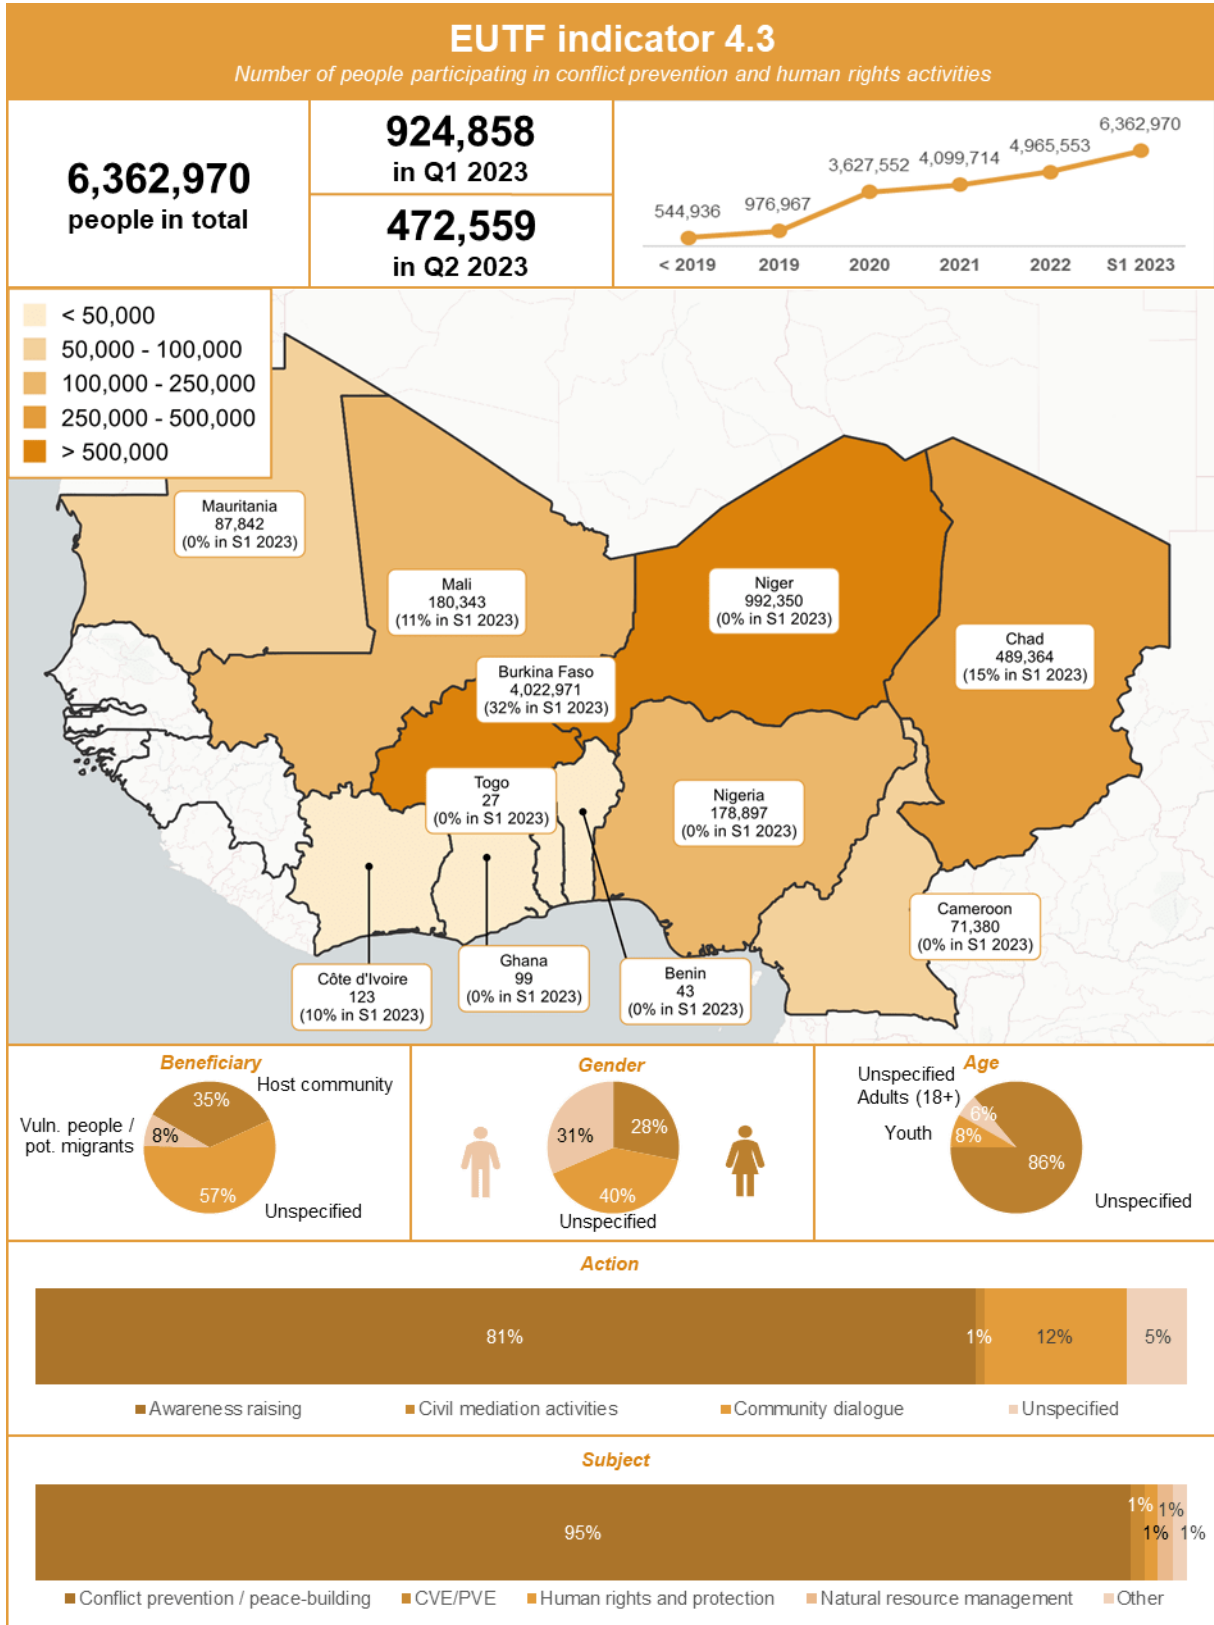 EUTF indicator 4.3
Number of people participating in conflict prevention and human rights activities
6,362,970
people in total
924,858
in Q1 2023
472,559
in Q2 2023
544,936
976,967
3,627,552
4,099,714
4,965,553
6,362,970
< 2019
2019
2020
2021
2022
S1 2023
< 50,000
50,000 - 100,000
100,000 - 250,000
250,000 - 500,000
> 500,000
Mauritania
87,842
(0% in S1 2023)
Mali
180,343
(11% in S1 2023)
Niger
992,350
(0% in S1 2023)
Chad
489,364
(15% in S1 2023)
Burkina Faso
4,022,971
(32% in S1 2023)
Togo
27
(0% in S1 2023)
Nigeria
178,897
(0% in S1 2023)
Cameroon
71,380
(0% in S1 2023)
Côte d'Ivoire
123
(10% in S1 2023)
Ghana
99
(0% in S1 2023)
Benin
43
(0% in S1 2023)
Beneficiary
Host community
35%
Vuln. people /
pot. migrants
8%
57%
Unspecified
Gender
31%
28%
40%
Unspecified
Age
Unspecified
Adults (18+)
6%
Youth
8%
86%
Unspecified
Action
81%
1%
12%
5%
Awareness raising
Civil mediation activities
Community dialogue
Unspecified
Subject
95%
1%
1%
1%
1%
Conflict prevention / peace-building
CVE/PVE
Human rights and protection
Natural resource management
Other